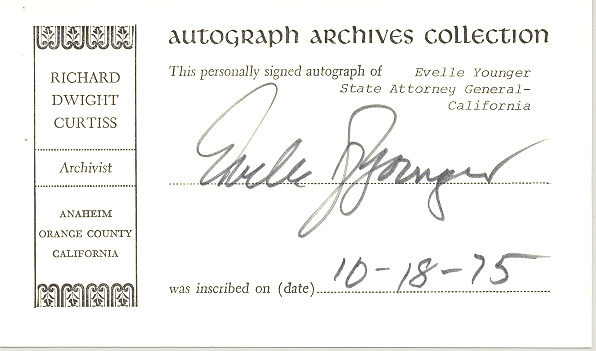 RICHARD
DWIGHT
CURTISS
Archivist
ANAHEIM
ORANGE COUNTY
CALIFORNIA
autograph archives collection
This personally signed autograph of Evelle Younger
State Attorney General-
California
Evelle J Younger
was inscribed on (date) 10-18-75